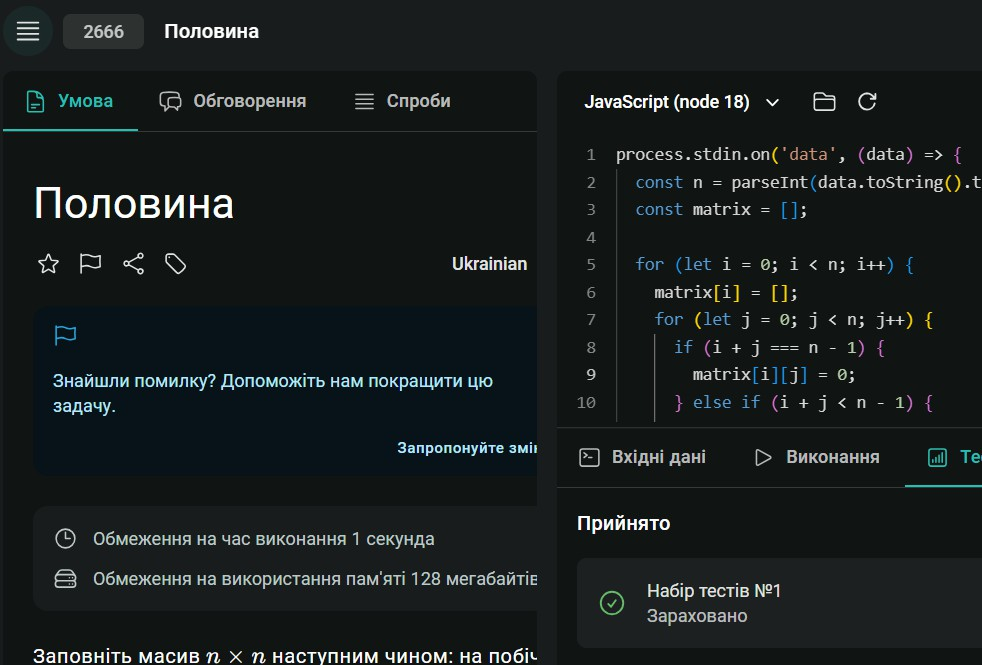 2666 Половина
Умова Обговорення Спроби
Половина
Ukrainian
Знайшли помилку? Допоможіть нам покращити цю
задачу.
Запропонуйте
Обмеження на час виконання 1 секунда
Обмеження на використання пам'яті 128 мегабайтів
Заповніть масив n × n наступним чином: на
JavaScript (node 18)
1 process.stdin.on('data', (data) => {
2 const n = parseInt(data.toString().t
3 const matrix = [];
4
5 for (let i = 0; i < n; i++) {
6 matrix[i] = [];
7 for (let j = 0; j < n; j++) {
8 if (i + j === n - 1) {
9 matrix[i][j] = 0;
10 } else if (i + j < n - 1) {
Вхідні дані Виконання
Прийнято
Набір тестів №1
Зараховано